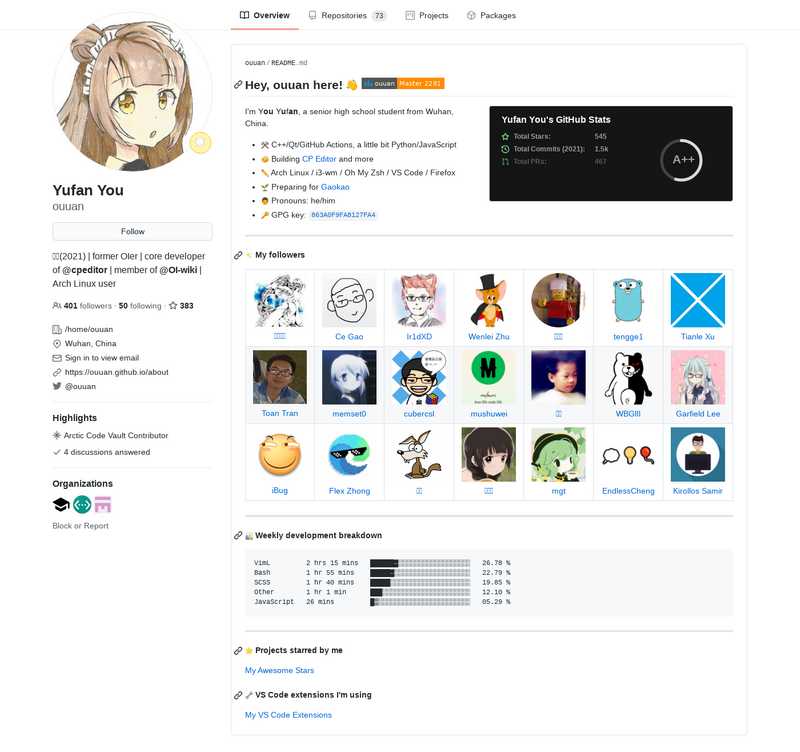 Overview
Repositories 73
Projects
Packages
Yufan You
ouuan
Follow
(2021) | former OIer | core developer
of @cpeditor | member of @OI-wiki |
Arch Linux user
401 followers · 50 following · 383
/home/ouuan
Wuhan, China
Sign in to view email
https://ouuan.github.io/about
@ouuan
Highlights
Arctic Code Vault Contributor
4 discussions answered
Organizations
Block or Report
ouuan / README.md
Hey, ouuan here!
ouuan Master 2281
I'm You Yufan, a senior high school student from Wuhan,
China.
C++/Qt/GitHub Actions, a little bit Python/JavaScript
Building CP Editor and more
Arch Linux / i3-wm / Oh My Zsh / VS Code / Firefox
Preparing for Gaokao
Pronouns: he/him
GPG key: 863A0F9FA8127FA4
Yufan You's GitHub Stats
Total Stars: 545
Total Commits (2021): 1.5k
Total PRs: 467
A++
My followers
Ce Gao
Ir1dXD
Wenlei Zhu
tengge1
Tianle Xu
Toan Tran
memset0
cubercsl
mushuwei
WBGlIl
Garfield Lee
iBug
Flex Zhong
mgt
EndlessCheng
Kirollos Samir
Weekly development breakdown
VimL 2 hrs 15 mins 26.78 %
Bash 1 hr 55 mins 22.79 %
SCSS 1 hr 40 mins 19.85 %
Other 1 hr 1 min 12.10 %
JavaScript 26 mins 05.29 %
Projects starred by me
My Awesome Stars
VS Code extensions I'm using
My VS Code Extensions